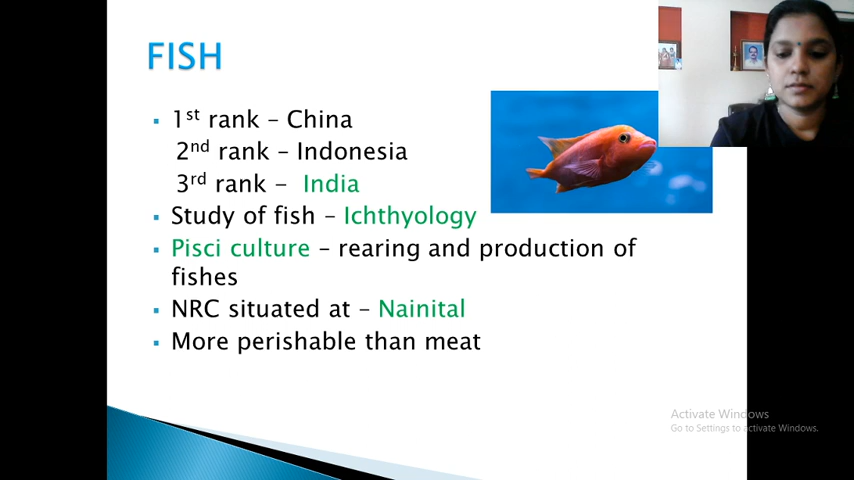 FISH
1st rank – China
2nd rank – Indonesia
3rd rank – India
Study of fish – Ichthyology
Pisci culture – rearing and production of
fishes
NRC situated at – Nainital
More perishable than meat
Activate Windows
Go to Settings to activate Windows.